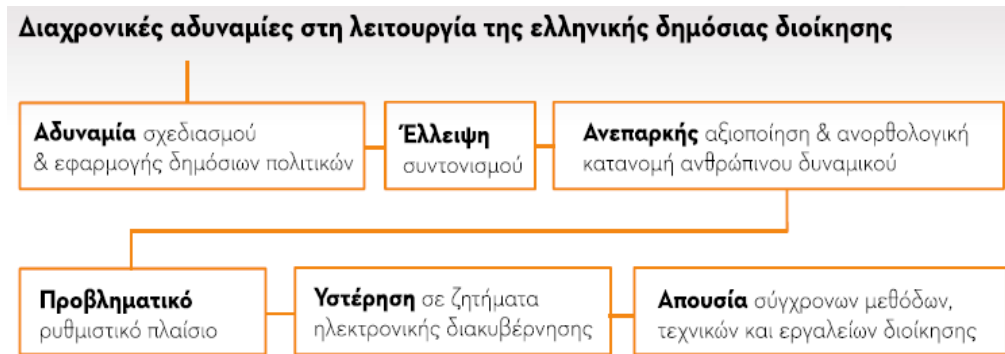 Διαχρονικές αδυναμίες στη λειτουργία της ελληνικής δημόσιας διοίκησης
Αδυναμία σχεδιασμού
& εφαρμογής δημόσιων πολιτικών
Έλλειψη
συντονισμού
Ανεπαρκής αξιοποίηση & ανορθολογική
κατανομή ανθρώπινου δυναμικού
Προβληματικό
ρυθμιστικό πλαίσιο
Υστέρηση σε ζητήματα
ηλεκτρονικής διακυβέρνησης
Απουσία σύγχρονων μεθόδων,
τεχνικών και εργαλείων διοίκησης